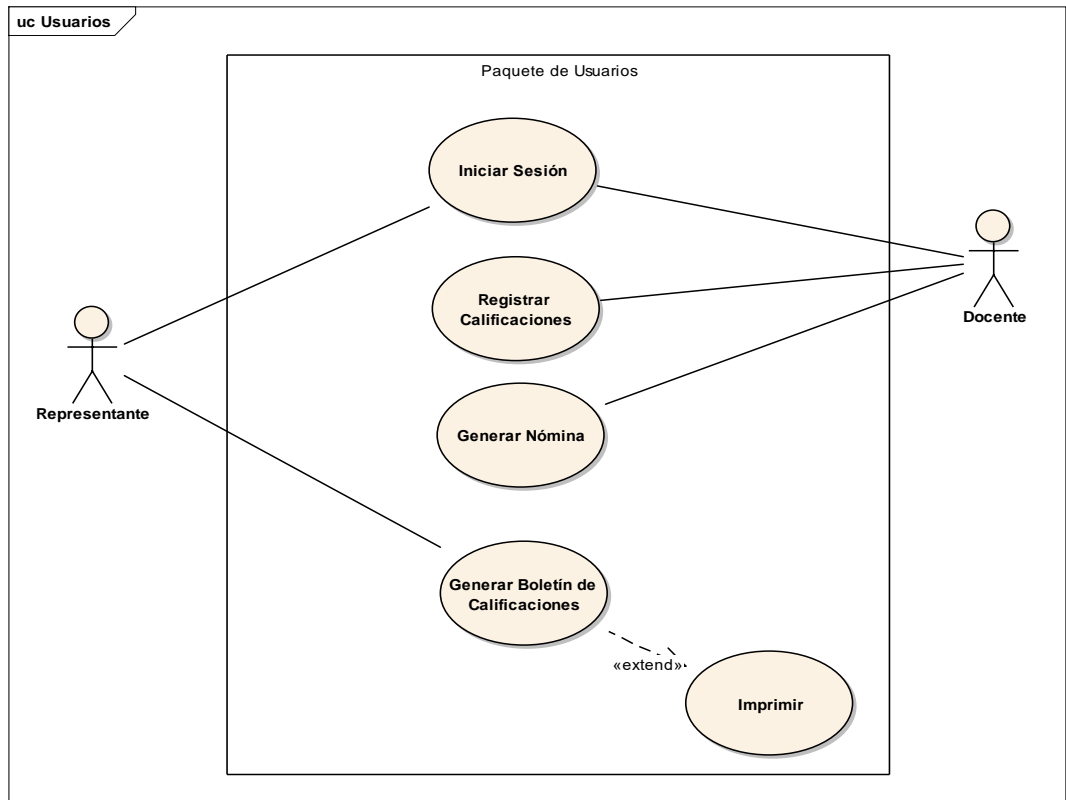 uc Usuarios
Paquete de Usuarios
Iniciar Sesión
Registrar
Calificaciones
Docente
Representante
Generar Nómina
Generar Boletín de
Calificaciones
«extend»
Imprimir